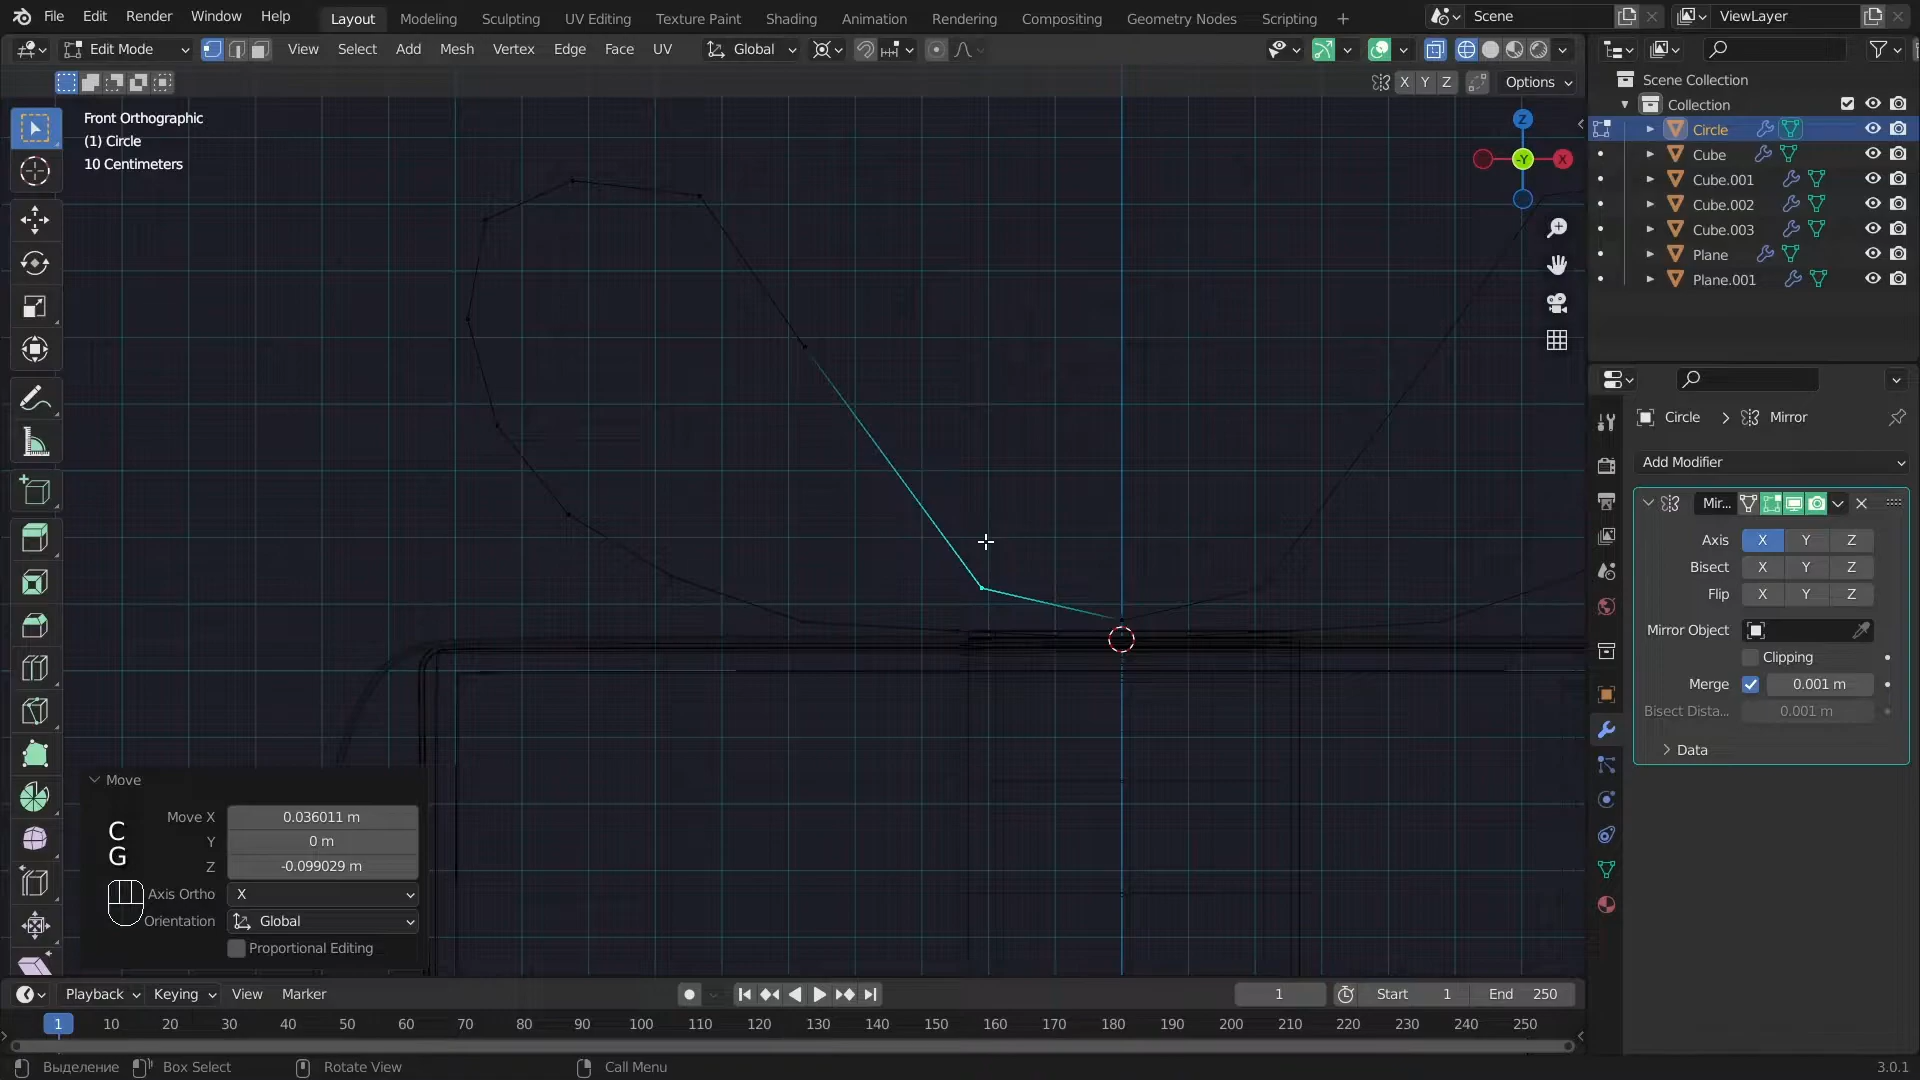 File Edit Render Window Help Layout Modeling Sculpting UV Editing Texture Paint Shading Animation Rendering Compositing Geometry Nodes Scripting + Scene ViewLayer
Edit Mode View Select Add Mesh Vertex Edge Face UV Global
X Y Z Options
Scene Collection
Collection
Circle
Cube
Cube.001
Cube.002
Cube.003
Plane
Plane.001
Front Orthographic
(1) Circle
10 Centimeters
Z
-Y
X
Circle > Mirror
Add Modifier
Mir...
Axis X Y Z
Bisect X Y Z
Flip X Y Z
Mirror Object
Clipping
Merge 0.001 m
Bisect Dista... 0.001 m
Data
Move
Move X 0.036011 m
Y 0 m
Z -0.099029 m
Axis Ortho X
Orientation Global
Proportional Editing
C
G
Playback Keying View Marker 1 Start 1 End 250
1 10 20 30 40 50 60 70 80 90 100 110 120 130 140 150 160 170 180 190 200 210 220 230 240 250
Выделение Box Select Rotate View Call Menu 3.0.1